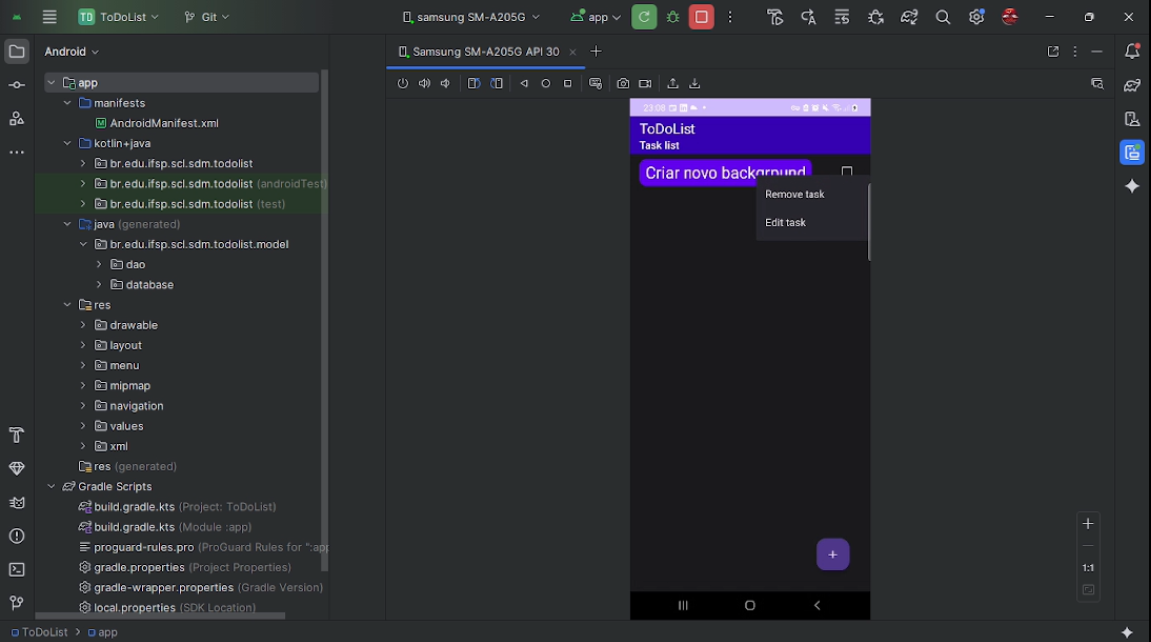 TD ToDoList Git samsung SM-A205G app
Android
Samsung SM-A205G API 30
app
manifests
AndroidManifest.xml
kotlin+java
br.edu.ifsp.scl.sdm.todolist
br.edu.ifsp.scl.sdm.todolist (androidTest)
br.edu.ifsp.scl.sdm.todolist (test)
java (generated)
br.edu.ifsp.scl.sdm.todolist.model
dao
database
res
drawable
layout
menu
mipmap
navigation
values
xml
res (generated)
Gradle Scripts
build.gradle.kts (Project: ToDoList)
build.gradle.kts (Module :app)
proguard-rules.pro (ProGuard Rules for ":app
gradle.properties (Project Properties)
gradle-wrapper.properties (Gradle Version)
local.properties (SDK Location)
23:08
ToDoList
Task list
Criar novo background
Remove task
Edit task
+
1:1
ToDoList > app